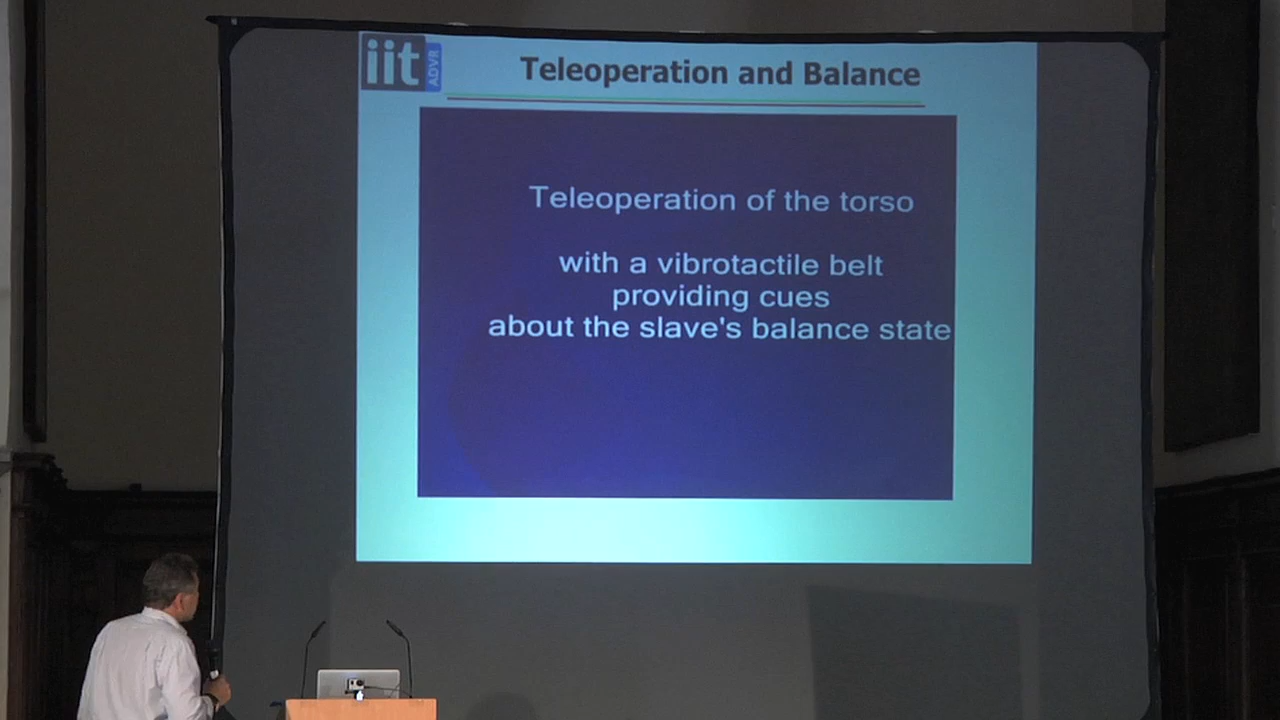 iit
ADVR
Teleoperation and Balance
Teleoperation of the torso
with a vibrotactile belt
providing cues
about the slave's balance state